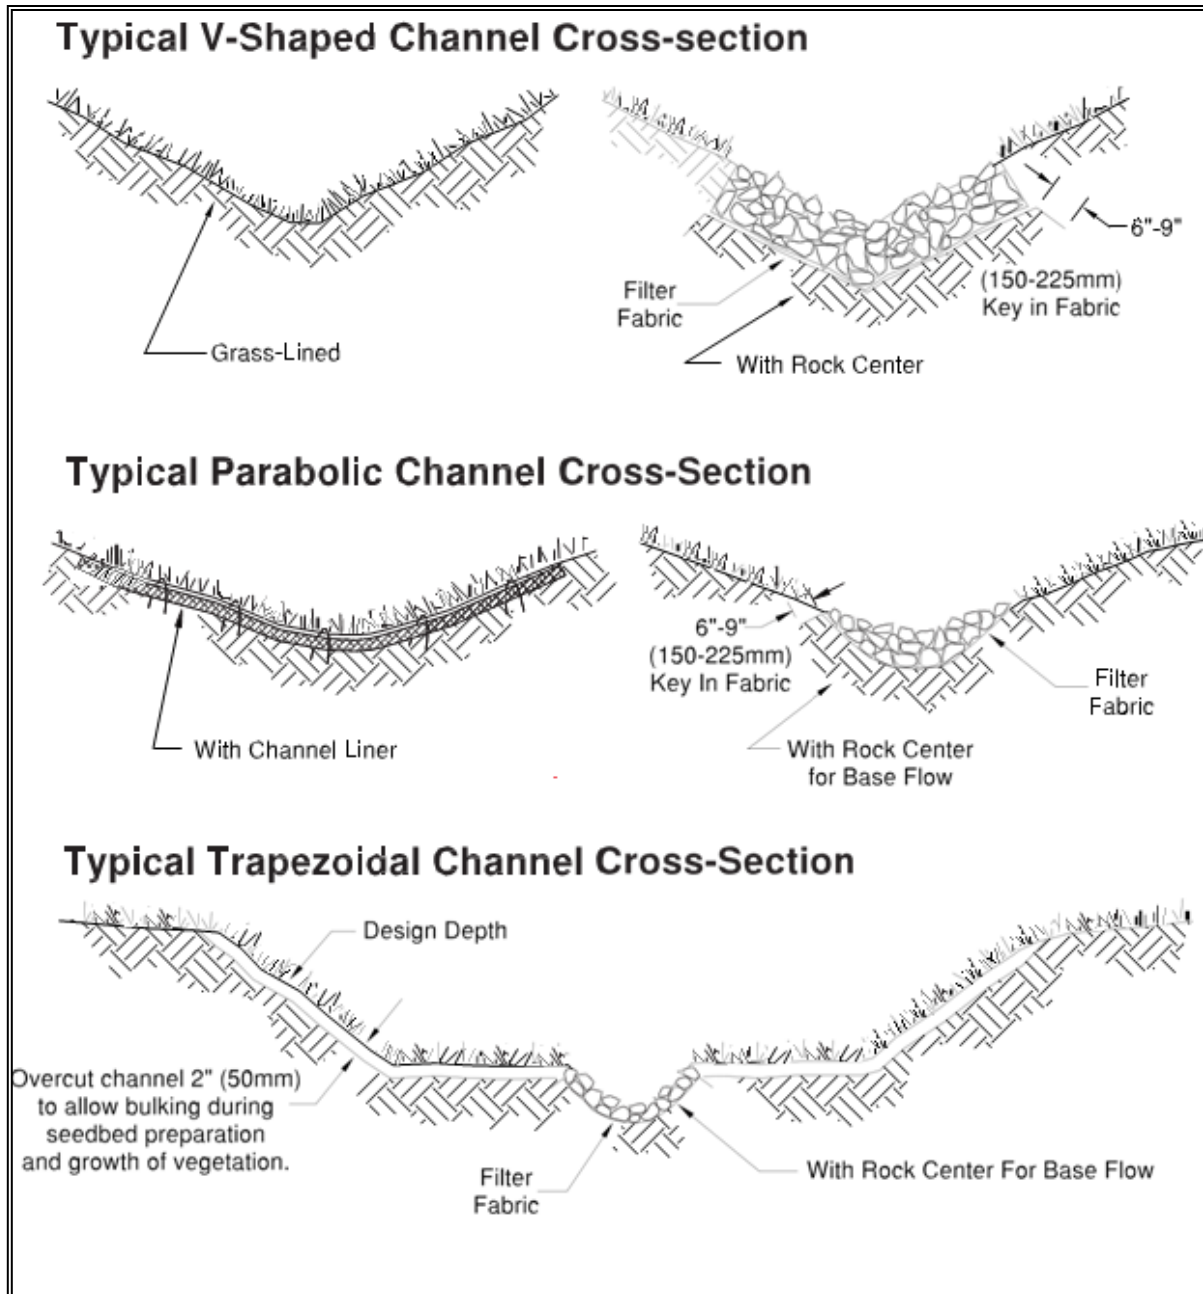 Typical V-Shaped Channel Cross-section
6"-9"
Filter
Fabric
(150-225mm)
Key in Fabric
Grass-Lined
With Rock Center
Typical Parabolic Channel Cross-Section
6"-9"
(150-225mm)
Key In Fabric
Filter
Fabric
With Channel Liner
With Rock Center
for Base Flow
Typical Trapezoidal Channel Cross-Section
Design Depth
Overcut channel 2" (50mm)
to allow bulking during
seedbed preparation
and growth of vegetation.
Filter
Fabric
With Rock Center For Base Flow